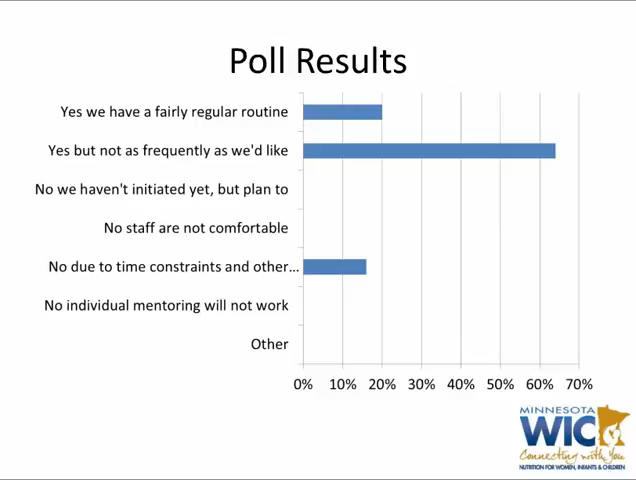 Poll Results
Yes we have a fairly regular routine
Yes but not as frequently as we'd like
No we haven't initiated yet, but plan to
No staff are not comfortable
No due to time constraints and other…
No individual mentoring will not work
Other
0% 10% 20% 30% 40% 50% 60% 70%
MINNESOTA
WIC
Connecting with You
NUTRITION FOR WOMEN, INFANTS & CHILDREN